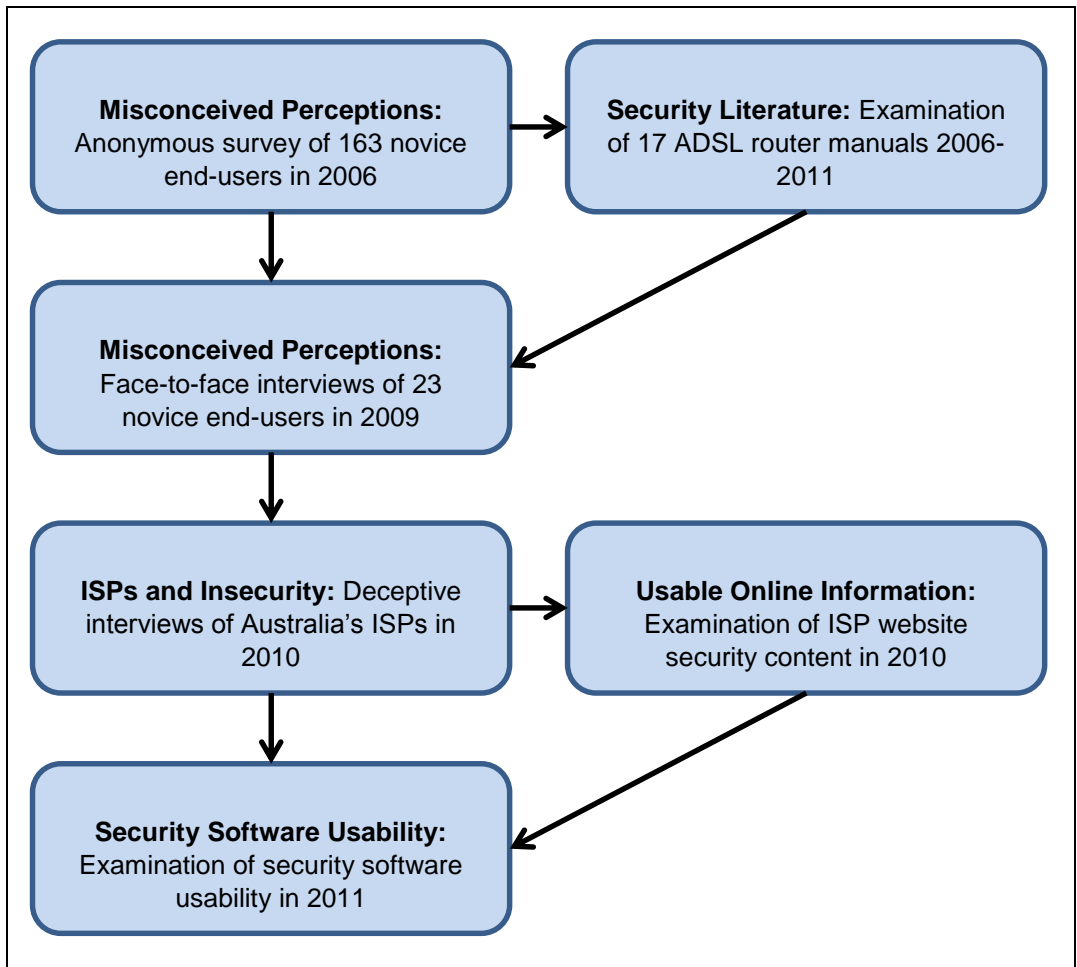 Misconceived Perceptions:
Anonymous survey of 163 novice
end-users in 2006
Security Literature: Examination
of 17 ADSL router manuals 2006-
2011
Misconceived Perceptions:
Face-to-face interviews of 23
novice end-users in 2009
ISPs and Insecurity: Deceptive
interviews of Australia's ISPs in
2010
Usable Online Information:
Examination of ISP website
security content in 2010
Security Software Usability:
Examination of security software
usability in 2011